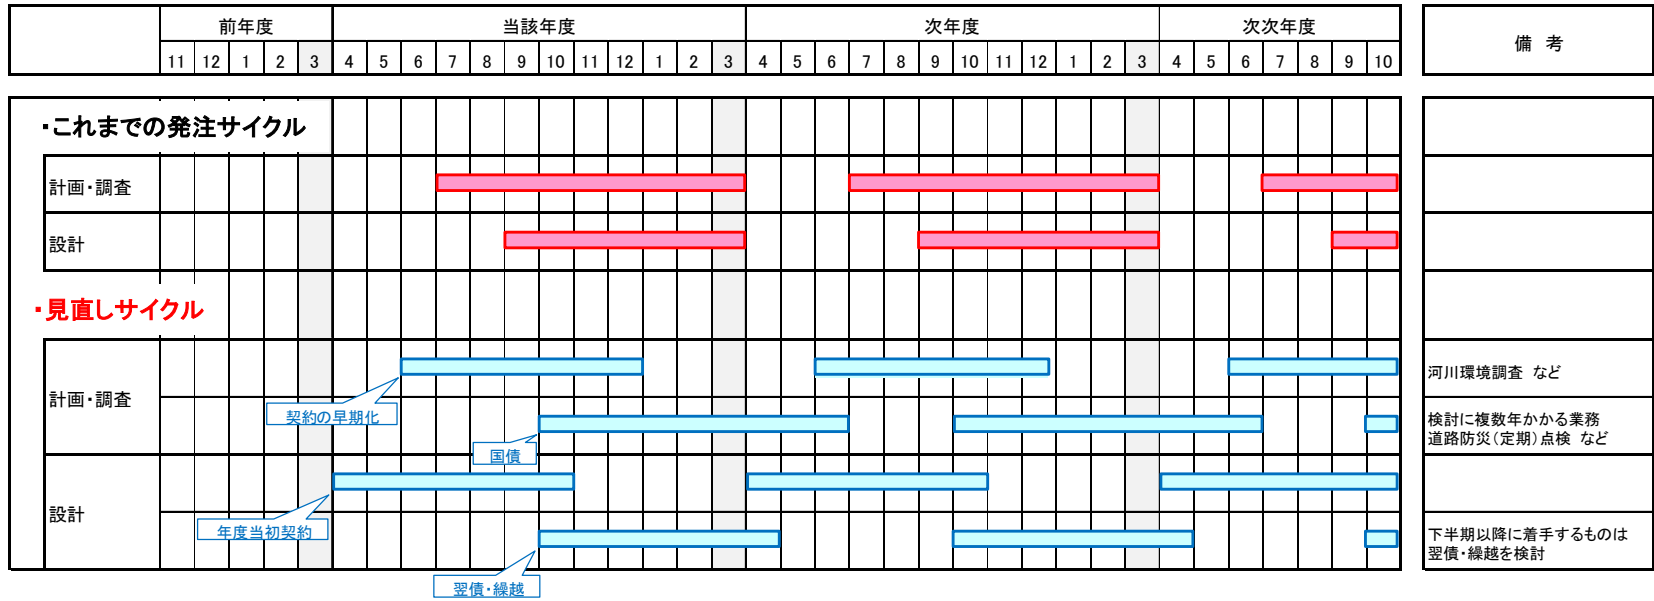 前年度 当該年度 次年度 次次年度 備 考
11 12 1 2 3 4 5 6 7 8 9 10 11 12 1 2 3 4 5 6 7 8 9 10 11 12 1 2 3 4 5 6 7 8 9 10
・これまでの発注サイクル
計画・調査
設計
・見直しサイクル
計画・調査
契約の早期化
河川環境調査 など
国債
検討に複数年かかる業務
道路防災(定期)点検 など
設計
年度当初契約
翌債・繰越
下半期以降に着手するものは
翌債・繰越を検討